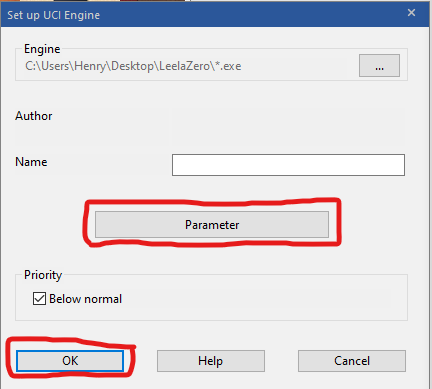 Set up UCI Engine
Engine
C:\Users\Henry\Desktop\LeelaZero\*.exe
...
Author
Name
Parameter
Priority
Below normal
OK
Help
Cancel